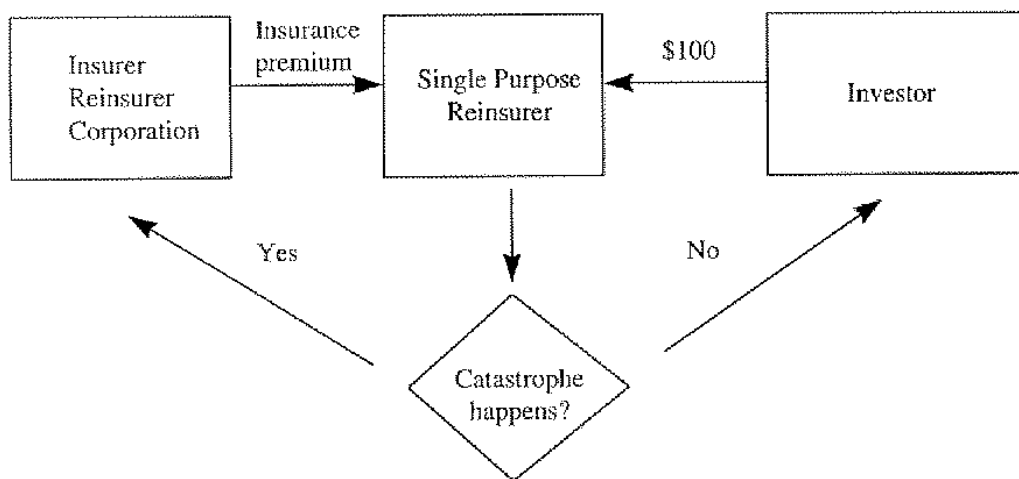 Insurer
Reinsurer
Corporation
Insurance
premium
Single Purpose
Reinsurer
$100
Investor
Yes
No
Catastrophe
happens?